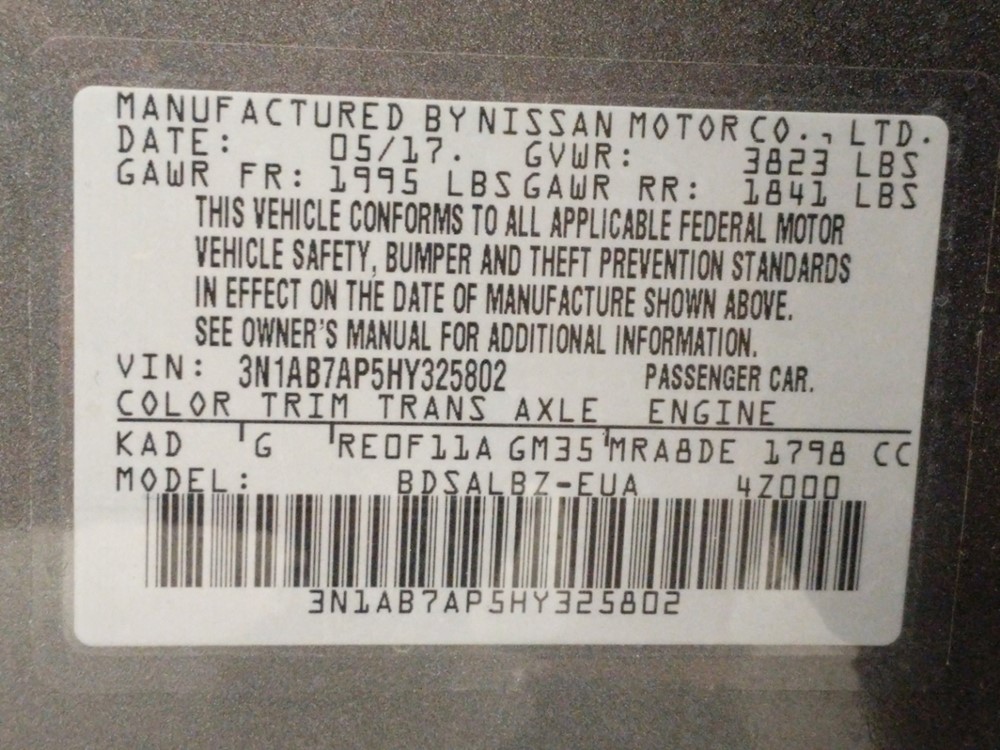 MANUFACTURED BY NISSAN MOTOR CO., LTD.
DATE: 05/17. GVWR: 3823 LBS
GAWR FR: 1995 LBS GAWR RR: 1841 LBS
THIS VEHICLE CONFORMS TO ALL APPLICABLE FEDERAL MOTOR
VEHICLE SAFETY, BUMPER AND THEFT PREVENTION STANDARDS
IN EFFECT ON THE DATE OF MANUFACTURE SHOWN ABOVE.
SEE OWNER'S MANUAL FOR ADDITIONAL INFORMATION.
VIN: 3N1AB7AP5HY325802 PASSENGER CAR.
COLOR TRIM TRANS AXLE ENGINE
KAD G RE0F11A GM35 MRA8DE 1798 CC
MODEL: BDSALBZ-EUA 4Z000
3N1AB7AP5HY325802